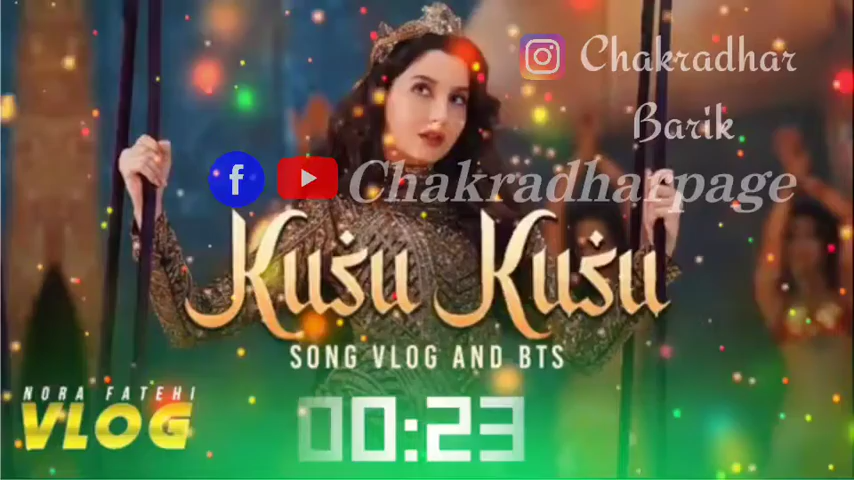 Chakradhar
Barik
Chakradharpage
Kusu Kusu
SONG VLOG AND BTS
NORA FATEHI
VLOG
00:23